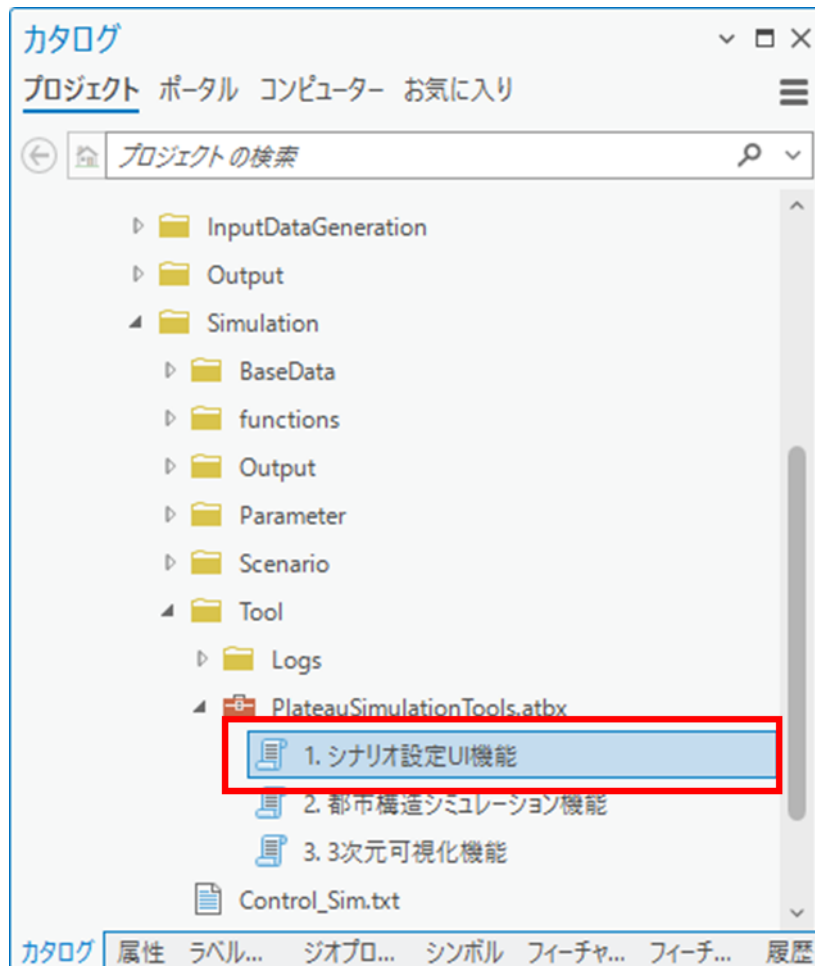 カタログ
プロジェクト ポータル コンピューター お気に入り
プロジェクトの検索
InputDataGeneration
Output
Simulation
BaseData
functions
Output
Parameter
Scenario
Tool
Logs
PlateauSimulationTools.atbx
1. シナリオ設定UI機能
2. 都市構造シミュレーション機能
3. 3次元可視化機能
Control_Sim.txt
カタログ 属性 ラベル... ジオプロ... シンボル フィーチャ... フィーチ... 履歴